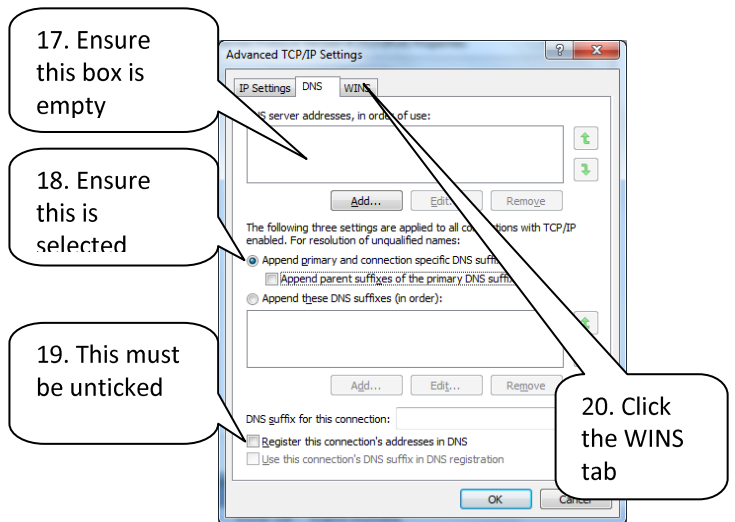 17. Ensure
this box is
empty
Advanced TCP/IP Settings
IP Settings DNS WINS
server addresses, in order of use:
Add... Edit... Remove
18. Ensure
this is
selected
The following three settings are applied to all connections with TCP/IP
enabled. For resolution of unqualified names:
Append primary and connection specific DNS
Append parent suffixes of the primary DNS
Append these DNS suffixes (in order):
19. This must
be unticked
Add... Edit... Remove
DNS suffix for this connection:
Register this connection's addresses in DNS
Use this connection's DNS suffix in DNS registration
20. Click
the WINS
tab
OK Cancel